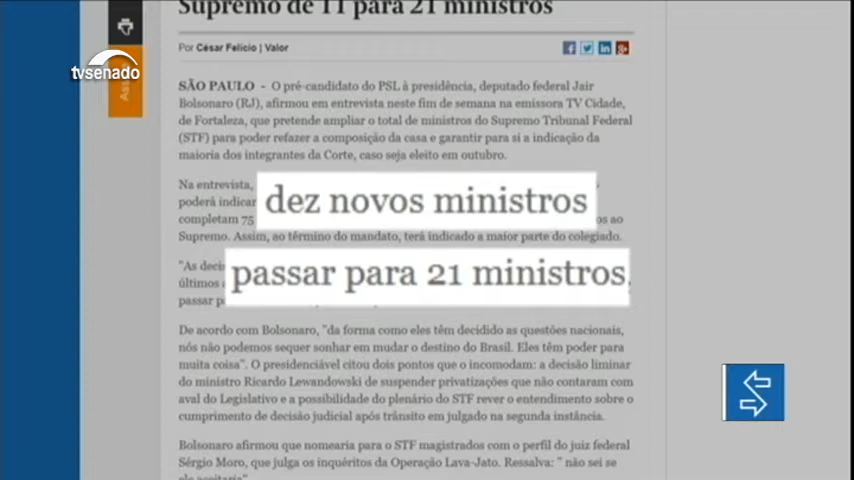 Supremo de 11 para 21 ministros
Por César Felício | Valor
tvsenado
SÃO PAULO - O pré-candidato do PSL à presidência, deputado federal Jair
Bolsonaro (RJ), afirmou em entrevista neste fim de semana na emissora TV Cidade,
de Fortaleza, que pretende ampliar o total de ministros do Supremo Tribunal Federal
(STF) para poder refazer a composição da casa e garantir para si a indicação da
maioria dos integrantes da Corte, caso seja eleito em outubro.
Na entrevista,
poderá indicar
dez novos ministros
completam 75 ao
Supremo. Assim, ao término do mandato, terá indicado a maior parte do colegiado.
"As
últimos
passar para 21 ministros
passar
De acordo com Bolsonaro, "da forma como eles têm decidido as questões nacionais,
nós não podemos sequer sonhar em mudar o destino do Brasil. Eles têm poder para
muita coisa". O presidenciável citou dois pontos que o incomodam: a decisão liminar
do ministro Ricardo Lewandowski de suspender privatizações que não contaram com
aval do Legislativo e a possibilidade do plenário do STF rever o entendimento sobre o
cumprimento de decisão judicial após trânsito em julgado na segunda instância.
Bolsonaro afirmou que nomearia para o STF magistrados com o perfil do juiz federal
Sérgio Moro, que julga os inquéritos da Operação Lava-Jato. Ressalva: " não sei se